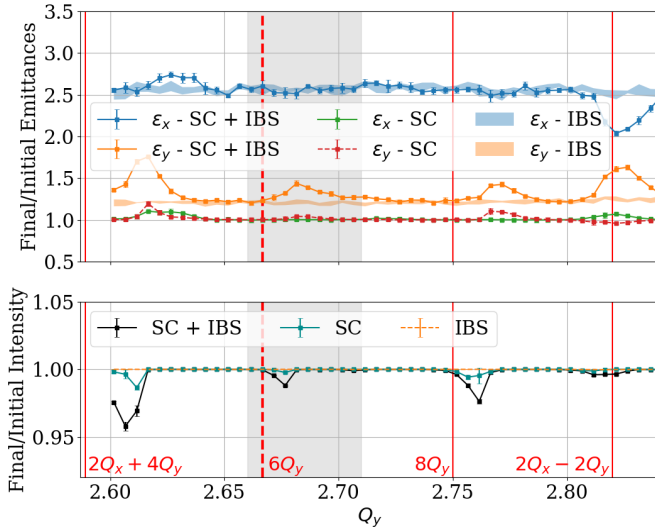 Final/Initial Emittances
3.5
3.0
2.5
2.0
1.5
1.0
0.5
εx - SC + IBS
εx - SC
εx - IBS
εy - SC + IBS
εy - SC
εy - IBS
Final/Initial Intensity
1.05
1.00
0.95
SC + IBS
SC
IBS
2Qx + 4Qy
6Qy
8Qy
2Qx − 2Qy
2.60
2.65
2.70
2.75
2.80
Qy